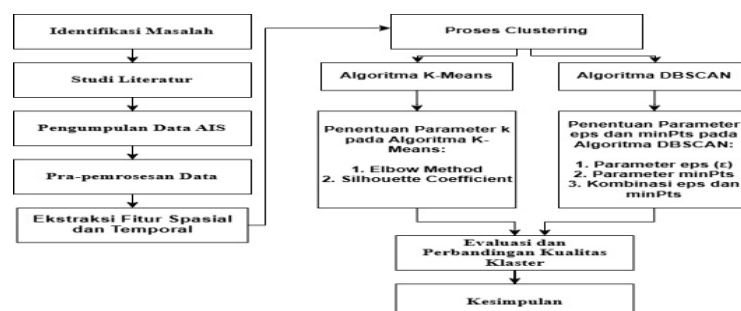 Identifikasi Masalah
Studi Literatur
Pengumpulan Data AIS
Pra-pemrosesan Data
Ekstraksi Fitur Spasial
dan Temporal
Proses Clustering
Algoritma K-Means
Penentuan Parameter k
pada Algoritma K-
Means:
1. Elbow Method
2. Silhouette Coefficient
Algoritma DBSCAN
Penentuan Parameter
eps dan minPts pada
Algoritma DBSCAN:
1. Parameter eps (ε)
2. Parameter minPts
3. Kombinasi eps dan
minPts
Evaluasi dan
Perbandingan Kualitas
Klaster
Kesimpulan